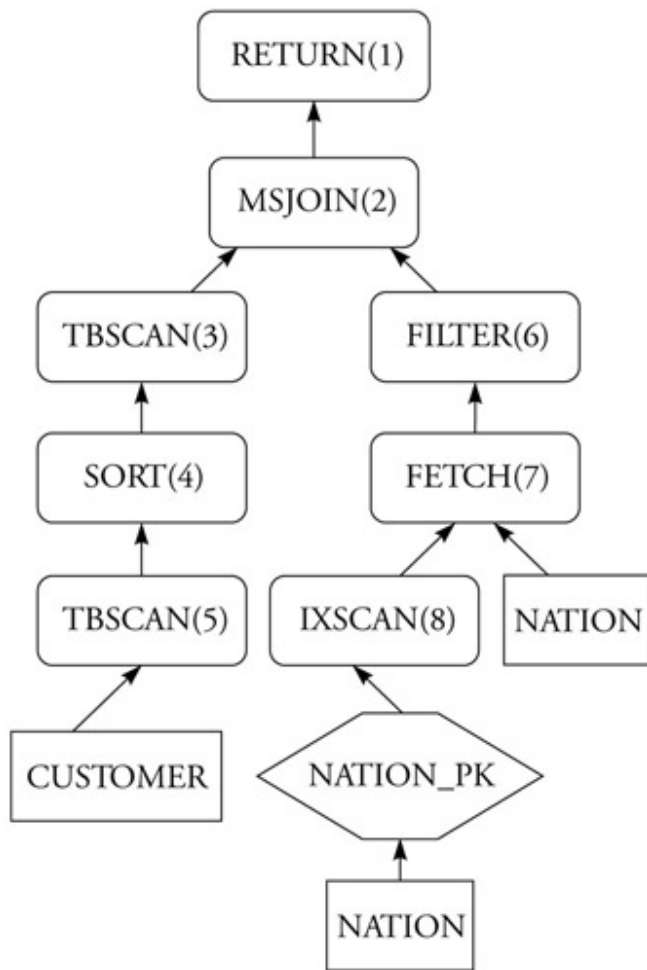 RETURN(1)
MSJOIN(2)
TBSCAN(3)
FILTER(6)
SORT(4)
FETCH(7)
TBSCAN(5)
IXSCAN(8)
NATION
CUSTOMER
NATION_PK
NATION